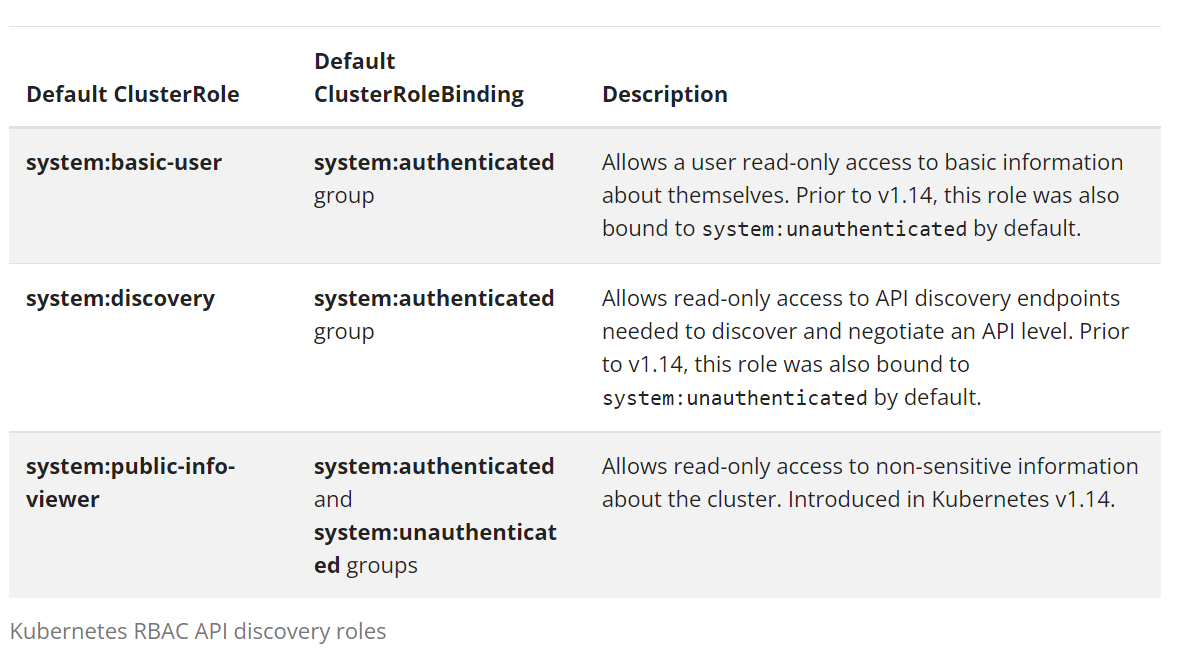 Default ClusterRole
Default
ClusterRoleBinding
Description
system:basic-user
system:authenticated
group
Allows a user read-only access to basic information
about themselves. Prior to v1.14, this role was also
bound to system:unauthenticated by default.
system:discovery
system:authenticated
group
Allows read-only access to API discovery endpoints
needed to discover and negotiate an API level. Prior
to v1.14, this role was also bound to
system:unauthenticated by default.
system:public-info-
viewer
system:authenticated
and
system:unauthenticat
ed groups
Allows read-only access to non-sensitive information
about the cluster. Introduced in Kubernetes v1.14.
Kubernetes RBAC API discovery roles